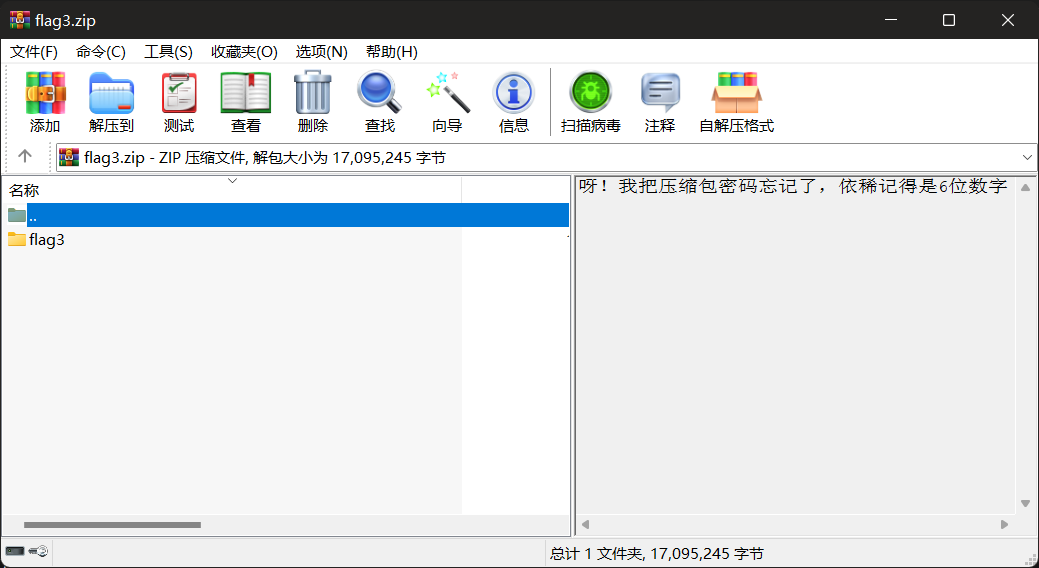 flag3.zip
文件(F) 命令(C) 工具(S) 收藏夹(O) 选项(N) 帮助(H)
添加 解压到 测试 查看 删除 查找 向导 信息 扫描病毒 注释 自解压格式
flag3.zip - ZIP 压缩文件, 解包大小为 17,095,245 字节
名称
..
flag3
呀！我把压缩包密码忘记了，依稀记得是6位数字
总计 1 文件夹, 17,095,245 字节